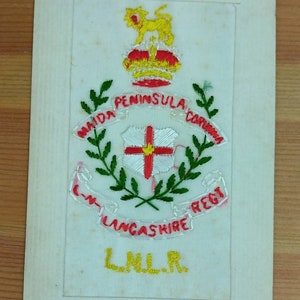 MAIDA PENINSULA CORUNNA
L-N- LANCASHIRE REGT
L.N.L.R.